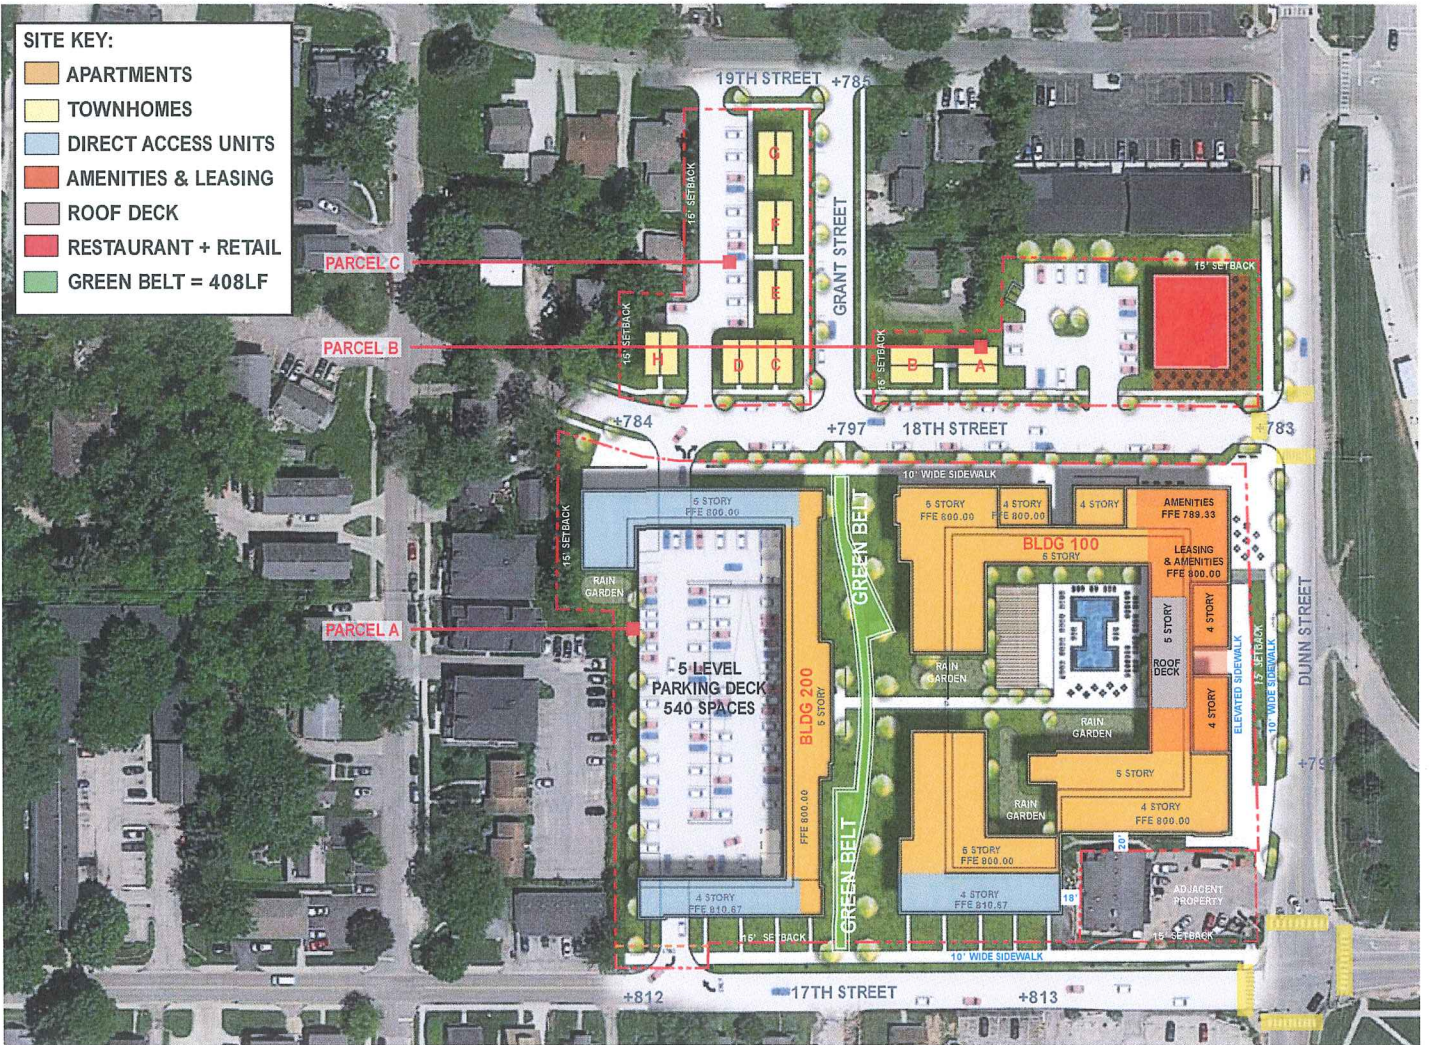 SITE KEY:
APARTMENTS
TOWNHOMES
DIRECT ACCESS UNITS
AMENITIES & LEASING
ROOF DECK
RESTAURANT + RETAIL
GREEN BELT = 408LF
19TH STREET
+785
GRANT STREET
15' SETBACK
G
F
E
PARCEL C
15' SETBACK
15' SETBACK
PARCEL B
H
D
C
15' SETBACK
B
A
+784
+797
18TH STREET
+783
10' WIDE SIDEWALK
15' SETBACK
5 STORY
FFE 800.00
GREEN BELT
5 STORY
FFE 800.00
4 STORY
FFE 800.00
4 STORY
AMENITIES
FFE 789.33
BLDG 100
5 STORY
LEASING
& AMENITIES
FFE 800.00
RAIN
GARDEN
PARCEL A
5 LEVEL
PARKING DECK
540 SPACES
BLDG 200
5 STORY
FFE 800.00
RAIN
GARDEN
5 STORY
ROOF
DECK
4 STORY
4 STORY
ELEVATED SIDEWALK
15' SETBACK
10' WIDE SIDEWALK
DUNN STREET
RAIN
GARDEN
5 STORY
RAIN
GARDEN
4 STORY
FFE 800.00
20'
5 STORY
FFE 800.00
GREEN BELT
4 STORY
FFE 810.67
4 STORY
FFE 810.67
18'
ADJACENT
PROPERTY
15' SETBACK
15' SETBACK
10' WIDE SIDEWALK
+812
17TH STREET
+813